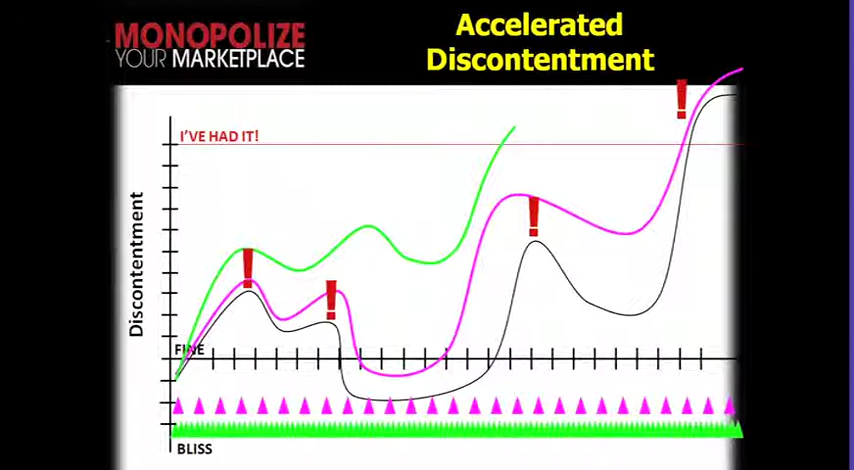 MONOPOLIZE
YOUR MARKETPLACE
Accelerated
Discontentment
I'VE HAD IT!
!
!
!
!
Discontentment
FINE
BLISS